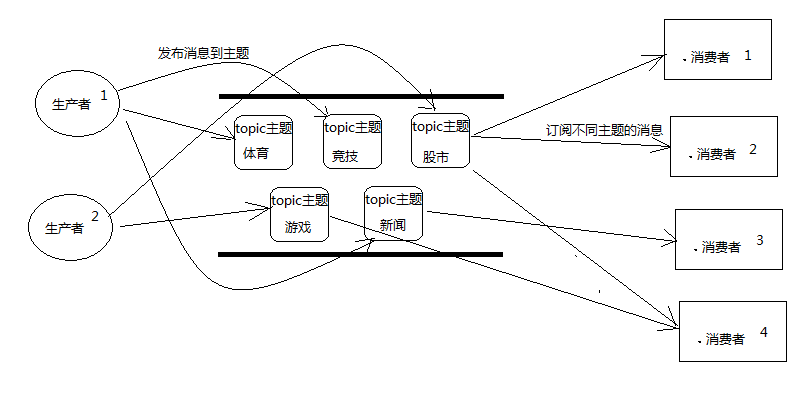 发布消息到主题
生产者 1
topic主题
体育
topic主题
竞技
topic主题
股市
.消费者 1
订阅不同主题的消息
.消费者 2
生产者 2
topic主题
游戏
topic主题
新闻
.消费者 3
.消费者 4